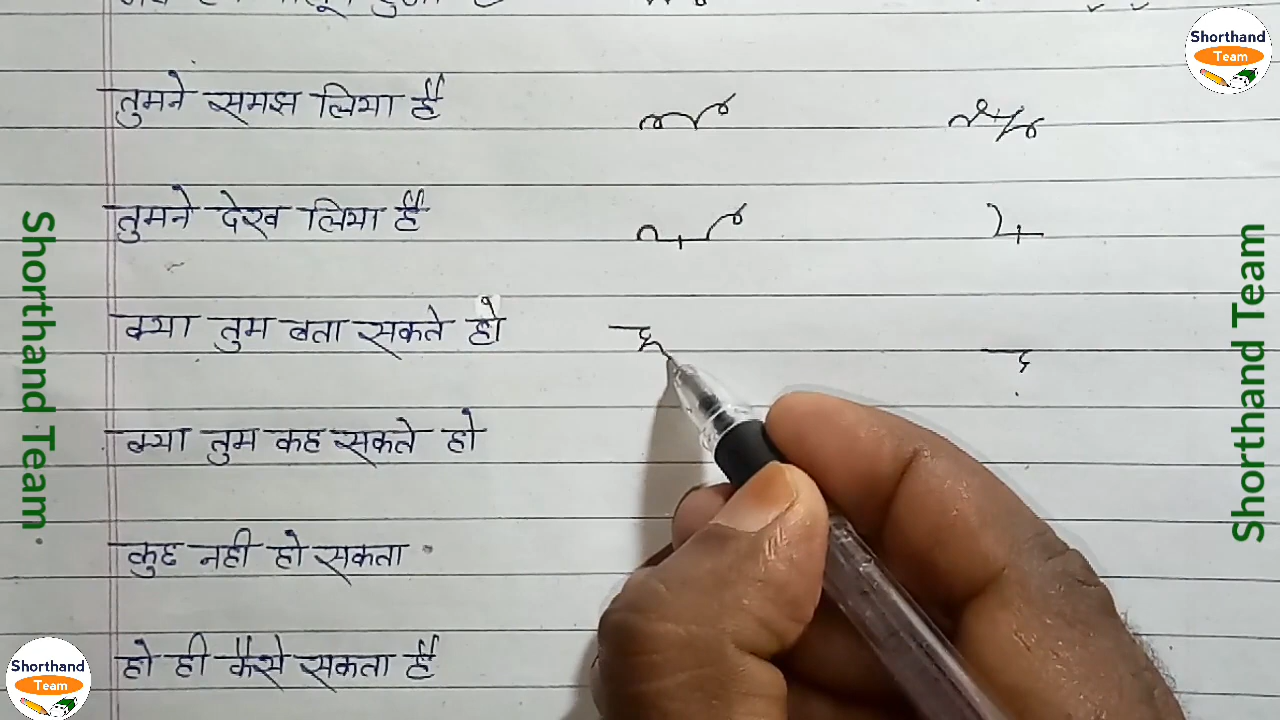 Shorthand Team
तुमने समझ लिया है
तुमने देख लिया है
क्या तुम बता सकते हो
क्या तुम कह सकते हो
कुछ नही हो सकता
हो ही कैसे सकता है
Shorthand Team
Shorthand Team
Shorthand Team